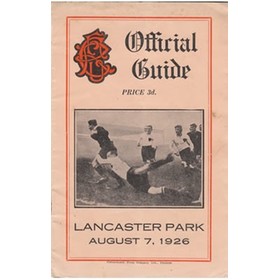 Official
Guide
PRICE 3d.
LANCASTER PARK
AUGUST 7, 1926